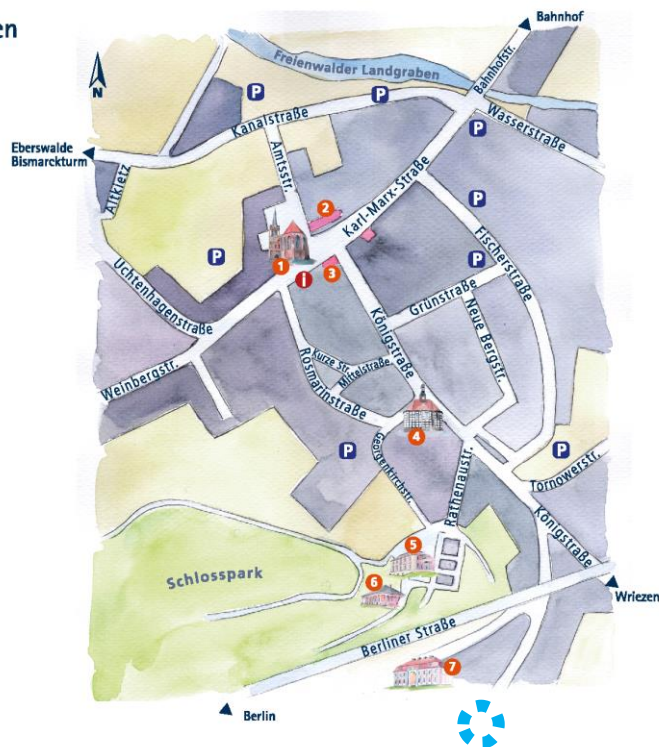 en
Bahnhof
N
Freienwalder Landgraben
Bahnhofstr.
P
P
Kanalstraße
Wasserstraße
P
Eberswalde
Bismarckturm
Altkietz
Amtsstr.
Karl-Marx-Straße
P
2
Fischerstraße
P
1
i
3
P
Uchtenhagenstraße
Grünstraße
Königstraße
Neue Bergstr.
Weinbergstr.
Kurze Str.
Mittelstraße
Rosmarinstraße
4
P
P
Georgenkirchstr.
Rathenaustr.
Tornowerstr.
Königstraße
5
Schlosspark
6
Wriezen
Berliner Straße
7
Berlin